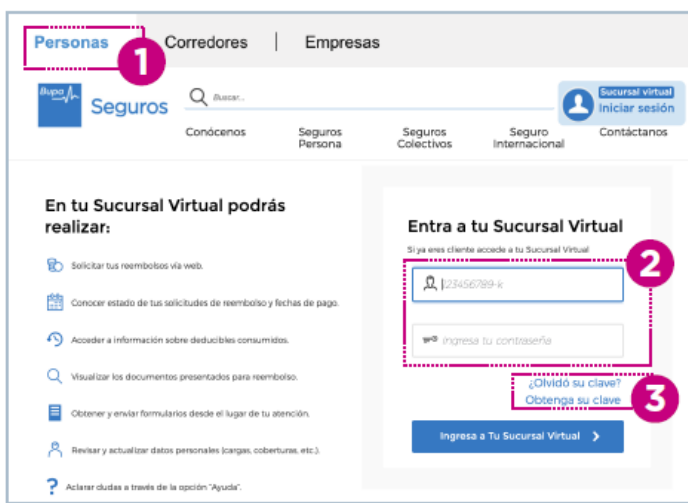 Personas
1
Corredores | Empresas
Bupa
Seguros
Buscar...
Sucursal virtual
Iniciar sesión
Conócenos
Seguros
Persona
Seguros
Colectivos
Seguro
Internacional
Contáctanos
En tu Sucursal Virtual podrás
realizar:
Solicitar tus reembolsos vía web.
Conocer estado de tus solicitudes de reembolso y fechas de pago.
Acceder a información sobre deducibles consumidos.
Visualizar los documentos presentados para reembolso.
Obtener y enviar formularios desde el lugar de tu atención.
Revisar y actualizar datos personales (cargas, coberturas, etc.).
? Aclarar dudas a través de la opción "Ayuda".
Entra a tu Sucursal Virtual
Si ya eres cliente accede a tu Sucursal Virtual
2
123456789-k
ingresa tu contraseña
¿Olvidó su clave?
Obtenga su clave
3
Ingresa a Tu Sucursal Virtual